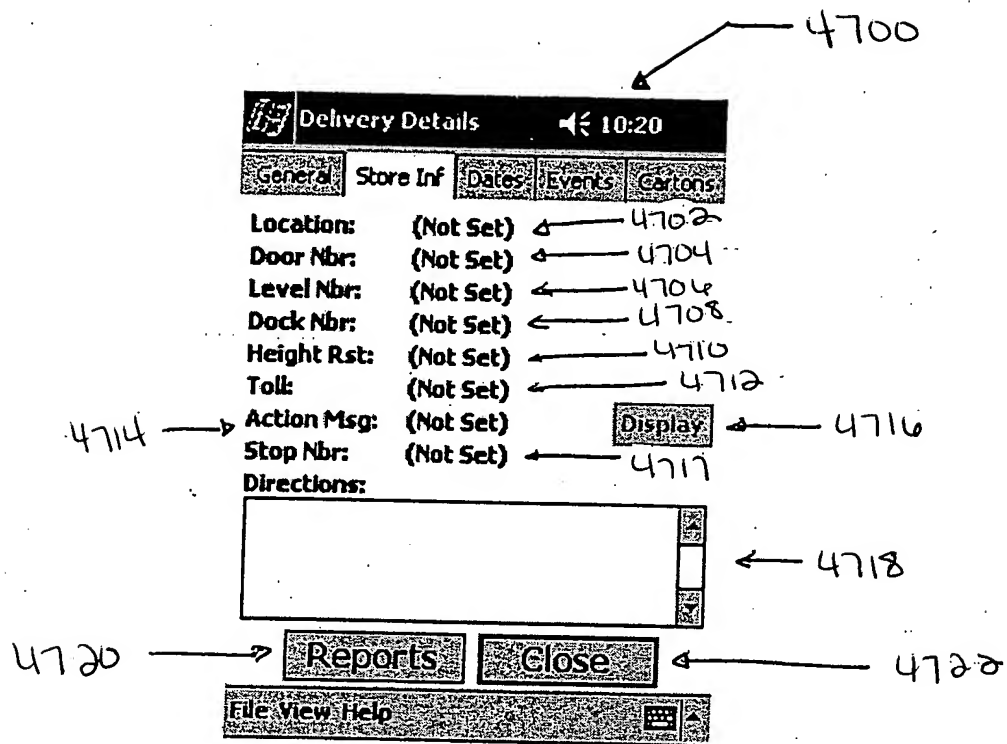 4700
Delivery Details 10:20
General Store Inf Dates Events Cartons
Location: (Not Set) 4702
Door Nbr: (Not Set) 4704
Level Nbr: (Not Set) 4706
Dock Nbr: (Not Set) 4708
Height Rst: (Not Set) 4710
Toll: (Not Set) 4712
4714 Action Msg: (Not Set) Display 4716
Stop Nbr: (Not Set) 4717
Directions:
4718
4720 Reports Close 4722
File View Help